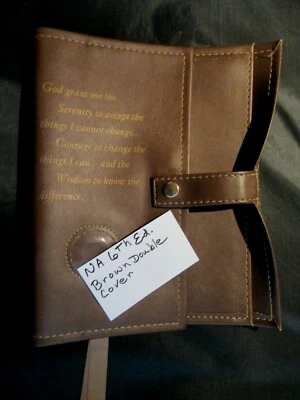 God grant me the
Serenity to accept the
things I cannot change...
Courage to change the
things I can... and the
Wisdom to know the
difference.
NA 6th Ed.
Brown Double
Cover